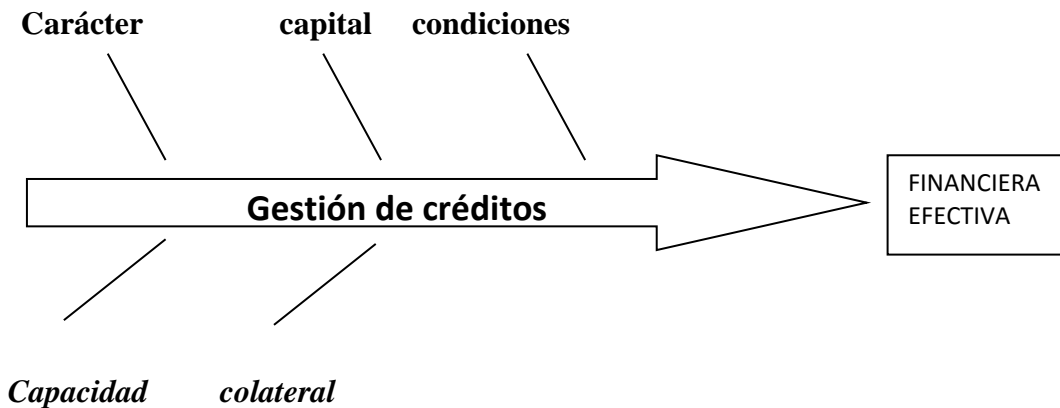 Carácter capital condiciones
Gestión de créditos
FINANCIERA
EFECTIVA
Capacidad colateral